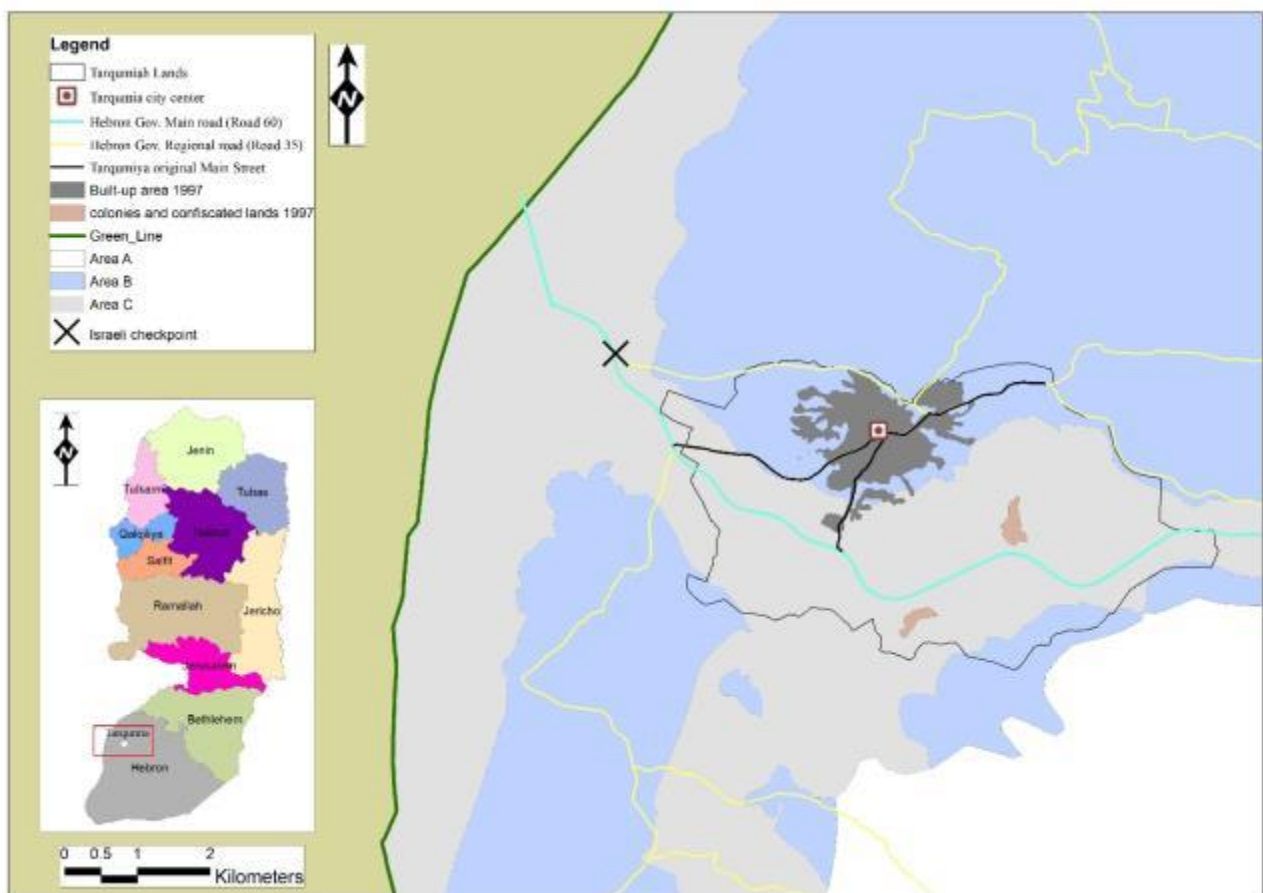 Legend
Tarqumiah Lands
Tarqumia city center
Hebron Gov. Main road (Road 60)
Hebron Gov. Regional road (Road 35)
Tarqumiya original Main Street
Built-up area 1997
colonies and confiscated lands 1997
Green_Line
Area A
Area B
Area C
Israeli checkpoint
N
N
Jenin
Tulkarm
Tubas
Qalqiliya
Salfit
Ramallah
Jericho
Jerusalem
Bethlehem
Hebron
0 0.5 1 2
Kilometers